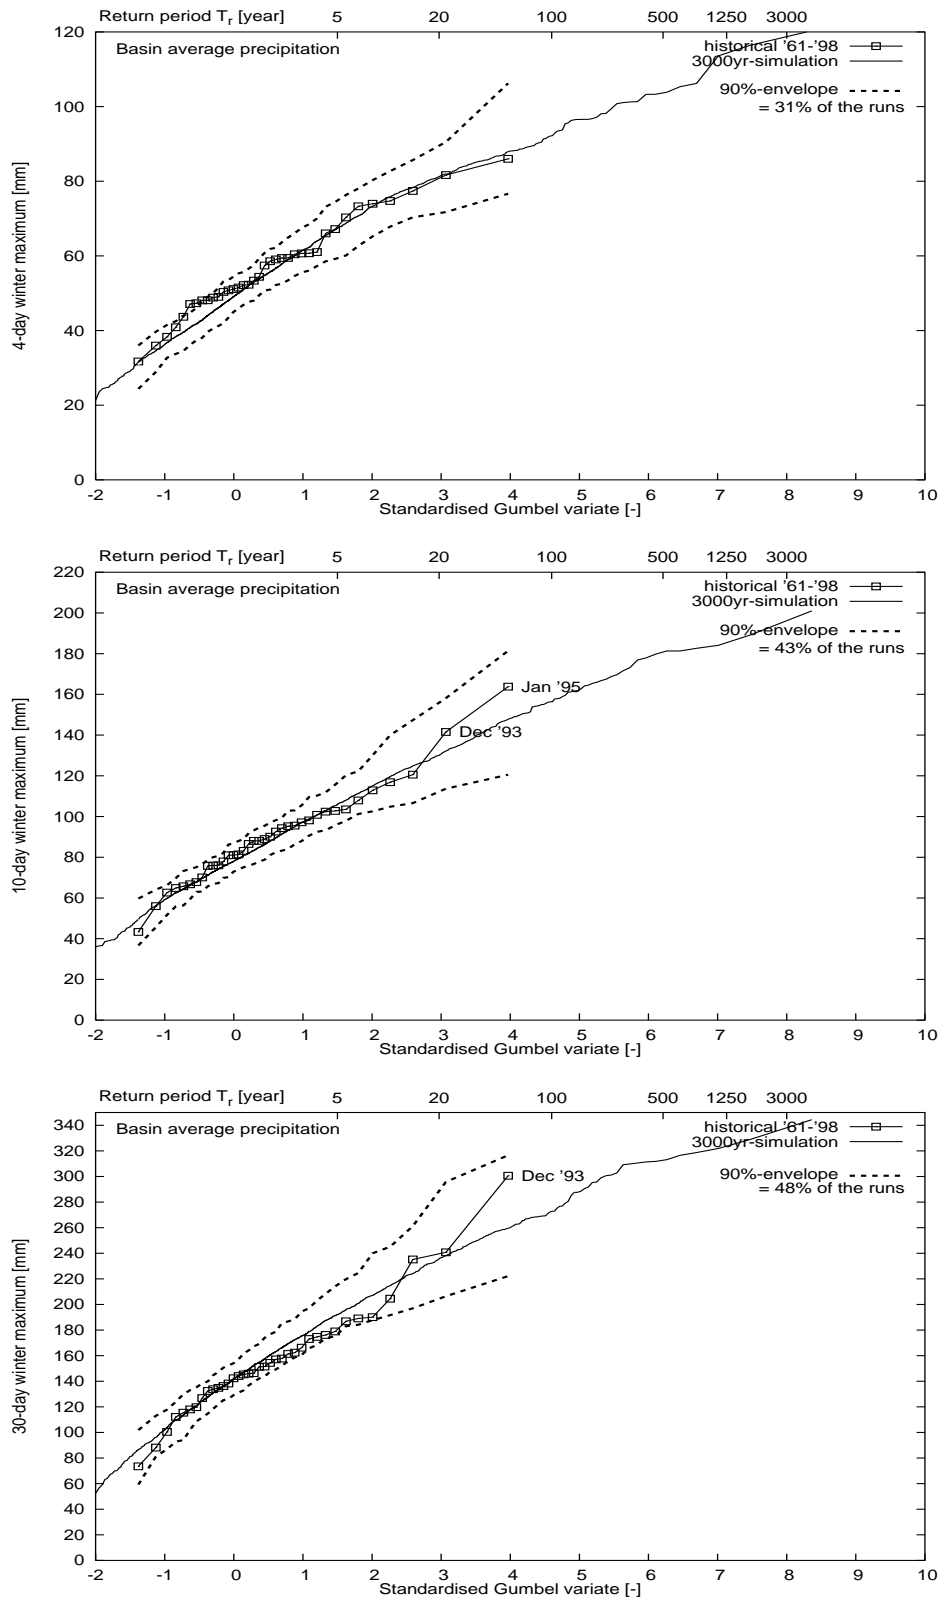 Return period Tr [year] 5 20 100 500 1250 3000
120
100
80
60
40
20
0
4-day winter maximum [mm]
Basin average precipitation
historical '61-'98
3000yr-simulation
90%-envelope
= 31% of the runs
-2 -1 0 1 2 3 4 5 6 7 8 9 10
Standardised Gumbel variate [-]
Return period Tr [year] 5 20 100 500 1250 3000
220
200
180
160
140
120
100
80
60
40
20
0
10-day winter maximum [mm]
Basin average precipitation
historical '61-'98
3000yr-simulation
90%-envelope
= 43% of the runs
Jan '95
Dec '93
-2 -1 0 1 2 3 4 5 6 7 8 9 10
Standardised Gumbel variate [-]
Return period Tr [year] 5 20 100 500 1250 3000
340
320
300
280
260
240
220
200
180
160
140
120
100
80
60
40
20
0
30-day winter maximum [mm]
Basin average precipitation
historical '61-'98
3000yr-simulation
90%-envelope
= 48% of the runs
Dec '93
-2 -1 0 1 2 3 4 5 6 7 8 9 10
Standardised Gumbel variate [-]